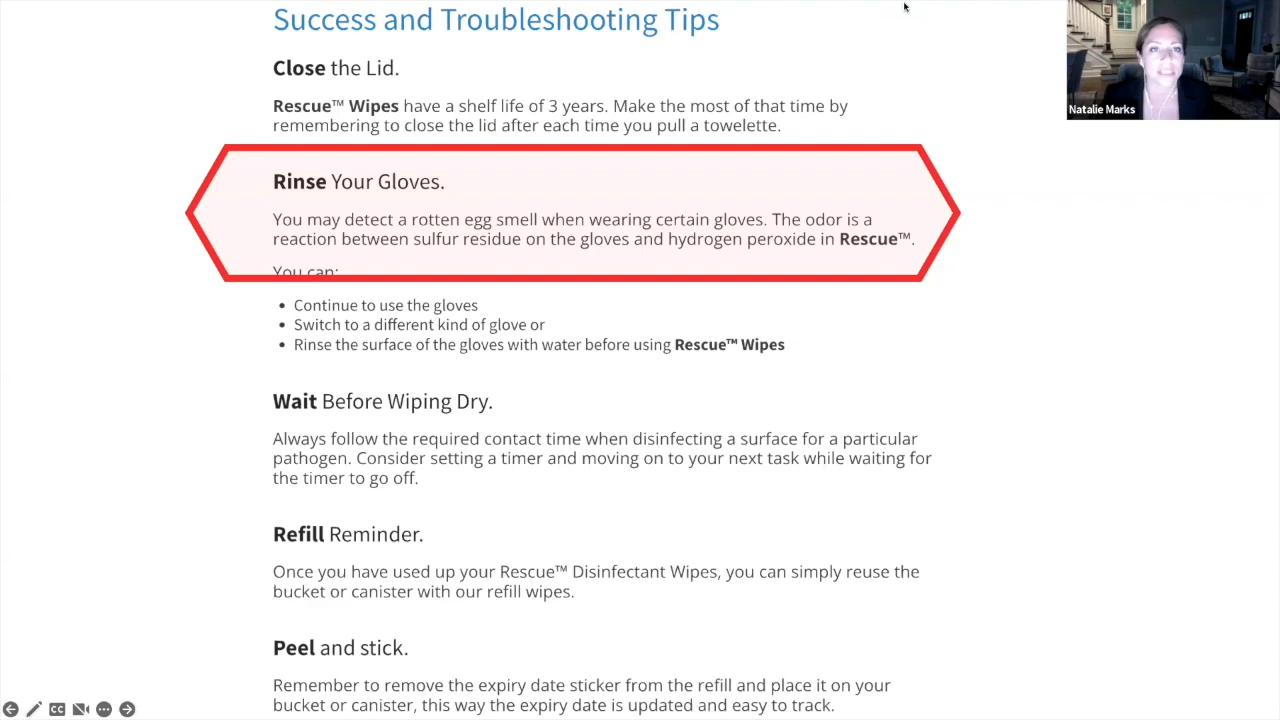 Success and Troubleshooting Tips
Close the Lid.
Rescue™ Wipes have a shelf life of 3 years. Make the most of that time by
remembering to close the lid after each time you pull a towelette.
Natalie Marks
Rinse Your Gloves.
You may detect a rotten egg smell when wearing certain gloves. The odor is a
reaction between sulfur residue on the gloves and hydrogen peroxide in Rescue™.
You can:
• Continue to use the gloves
• Switch to a different kind of glove or
• Rinse the surface of the gloves with water before using Rescue™ Wipes
Wait Before Wiping Dry.
Always follow the required contact time when disinfecting a surface for a particular
pathogen. Consider setting a timer and moving on to your next task while waiting for
the timer to go off.
Refill Reminder.
Once you have used up your Rescue™ Disinfectant Wipes, you can simply reuse the
bucket or canister with our refill wipes.
Peel and stick.
Remember to remove the expiry date sticker from the refill and place it on your
bucket or canister, this way the expiry date is updated and easy to track.
CC